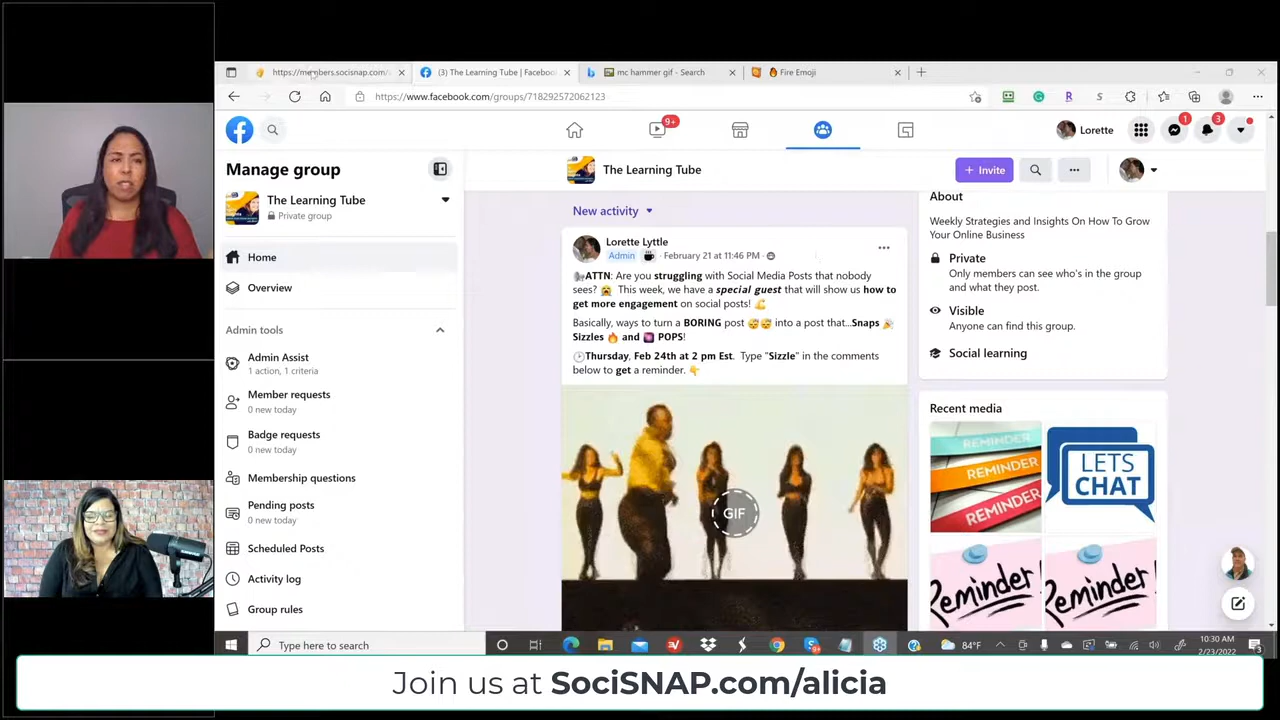 https://members.socisnap.com/
(3) The Learning Tube | Facebook
mc hammer gif - Search
Fire Emoji
https://www.facebook.com/groups/718292572062123
9+
Lorette
1
3
Manage group
The Learning Tube
Private group
Home
Overview
Admin tools
Admin Assist
1 action, 1 criteria
Member requests
0 new today
Badge requests
0 new today
Membership questions
Pending posts
0 new today
Scheduled Posts
Activity log
Group rules
The Learning Tube
+ Invite
New activity
Lorette Lyttle
Admin · February 21 at 11:46 PM ·
ATTN: Are you struggling with Social Media Posts that nobody
sees? 😭 This week, we have a special guest that will show us how to
get more engagement on social posts! 💪
Basically, ways to turn a BORING post 😴😴 into a post that...Snaps 🎉
Sizzles 🔥 and 🎆 POPS!
🕑Thursday, Feb 24th at 2 pm Est. Type "Sizzle" in the comments
below to get a reminder. 👇
GIF
About
Weekly Strategies and Insights On How To Grow
Your Online Business
Private
Only members can see who's in the group
and what they post.
Visible
Anyone can find this group.
Social learning
Recent media
REMINDER
REMINDER
REMINDER
LETS
CHAT
Reminder!
Reminder!
Type here to search
84°F
10:30 AM
2/23/2022
3
Join us at SociSNAP.com/alicia